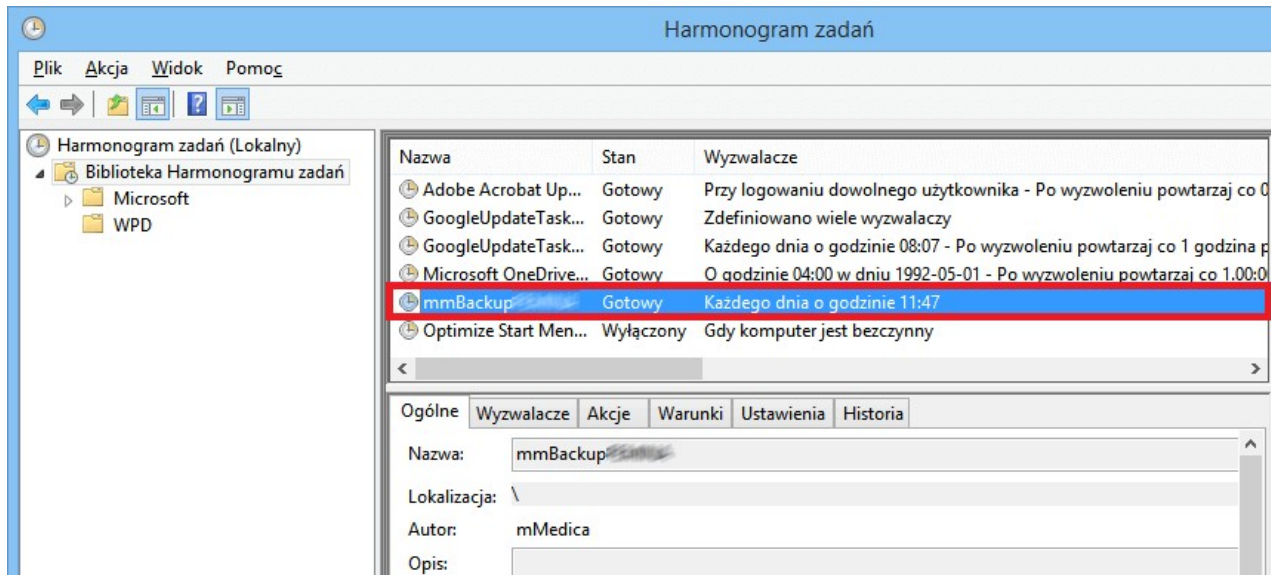 Harmonogram zadań
Plik Akcja Widok Pomoc
Harmonogram zadań (Lokalny)
Biblioteka Harmonogramu zadań
Microsoft
WPD
Nazwa Stan Wyzwalacze
Adobe Acrobat Up... Gotowy Przy logowaniu dowolnego użytkownika - Po wyzwoleniu powtarzaj co 0
GoogleUpdateTask... Gotowy Zdefiniowano wiele wyzwalaczy
GoogleUpdateTask... Gotowy Każdego dnia o godzinie 08:07 - Po wyzwoleniu powtarzaj co 1 godzina p
Microsoft OneDrive... Gotowy O godzinie 04:00 w dniu 1992-05-01 - Po wyzwoleniu powtarzaj co 1.00:0
mmBackup Gotowy Każdego dnia o godzinie 11:47
Optimize Start Men... Wyłączony Gdy komputer jest bezczynny
Ogólne Wyzwalacze Akcje Warunki Ustawienia Historia
Nazwa: mmBackup
Lokalizacja: \
Autor: mMedica
Opis: